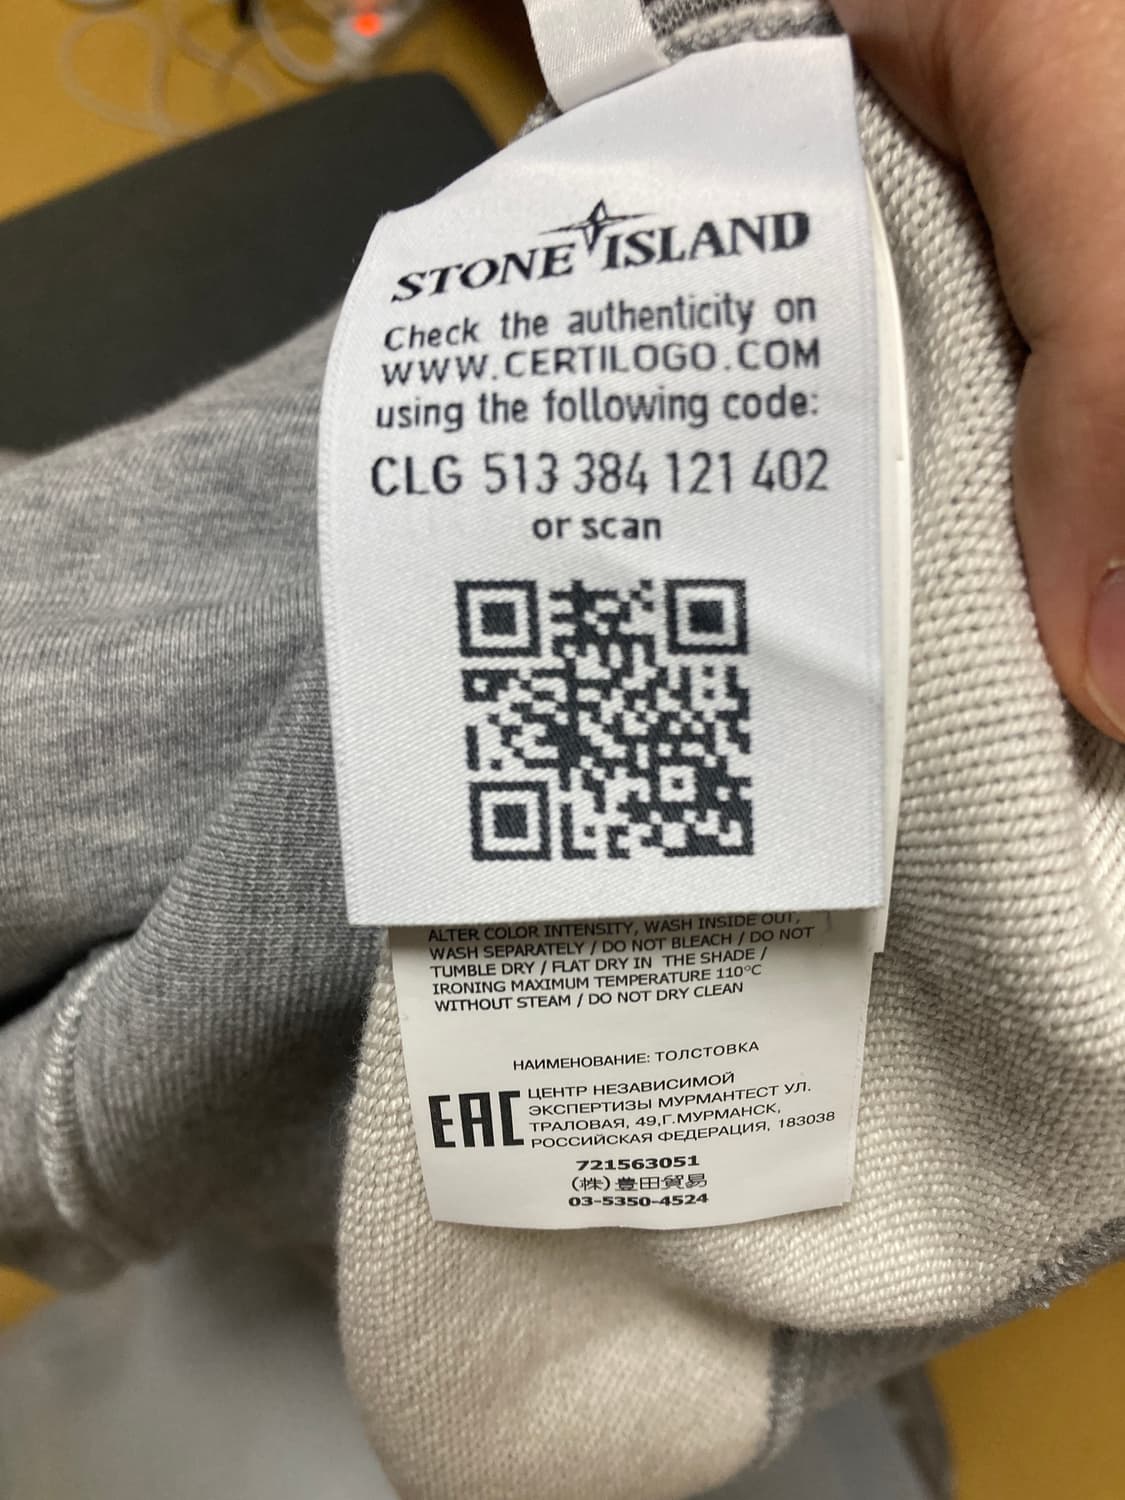 STONE ISLAND
Check the authenticity on
WWW.CERTILOGO.COM
using the following code:
CLG 513 384 121 402
or scan
ALTER COLOR INTENSITY, WASH INSIDE OUT,
WASH SEPARATELY / DO NOT BLEACH / DO NOT
TUMBLE DRY / FLAT DRY IN THE SHADE /
IRONING MAXIMUM TEMPERATURE 110°C
WITHOUT STEAM / DO NOT DRY CLEAN
НАИМЕНОВАНИЕ: ТОЛСТОВКА
EAC
ЦЕНТР НЕЗАВИСИМОЙ
ЭКСПЕРТИЗЫ МУРМАНТЕСТ УЛ.
ТРАЛОВАЯ, 49,Г.МУРМАНСК,
РОССИЙСКАЯ ФЕДЕРАЦИЯ, 183038
721563051
(株)豊田貿易
03-5350-4524